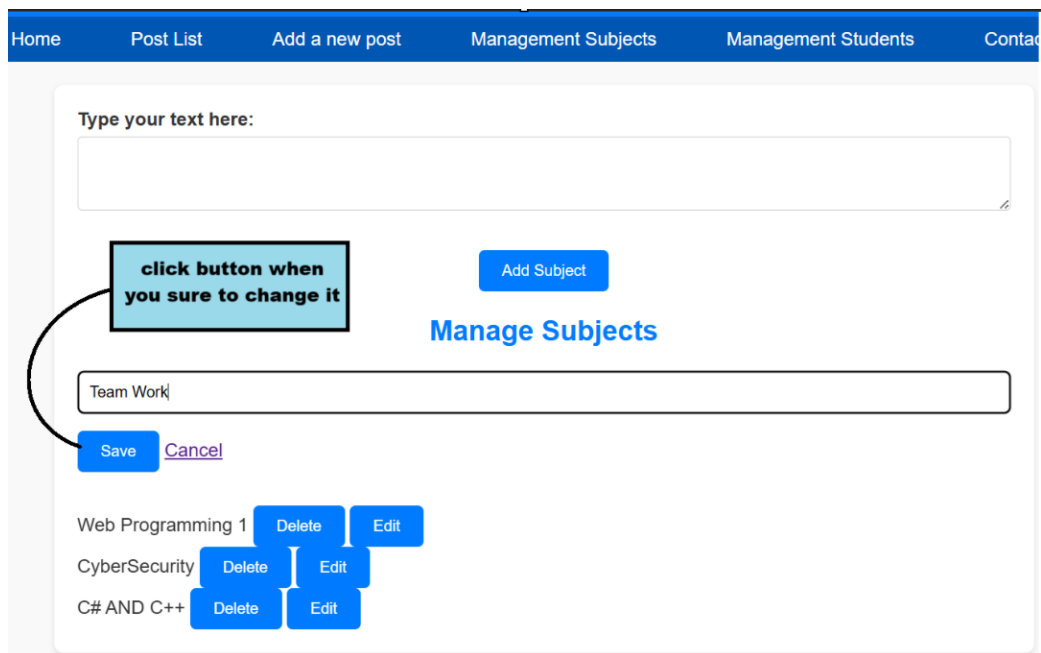 Home Post List Add a new post Management Subjects Management Students Contac
Type your text here:
click button when
you sure to change it
Add Subject
Manage Subjects
Team Work
Save Cancel
Web Programming 1 Delete Edit
CyberSecurity Delete Edit
C# AND C++ Delete Edit